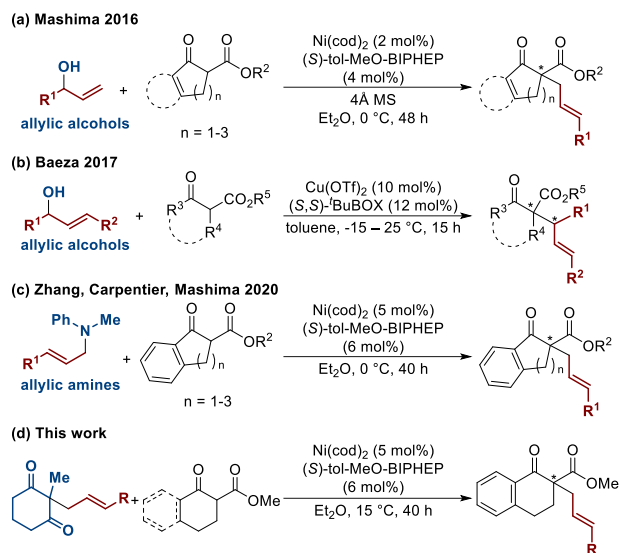 (a) Mashima 2016
OH
R¹
+
allylic alcohols
O
O
OR²
( )n
n = 1-3
Ni(cod)₂ (2 mol%)
(S)-tol-MeO-BIPHEP
(4 mol%)
4Å MS
Et₂O, 0 °C, 48 h
O
O
*
OR²
( )n
R¹
(b) Baeza 2017
OH
R¹
R²
+
allylic alcohols
O
R³
CO₂R⁵
R⁴
Cu(OTf)₂ (10 mol%)
(S,S)-ᵗBuBOX (12 mol%)
toluene, -15 – 25 °C, 15 h
O
CO₂R⁵
R³
*
R¹
R⁴
*
R²
(c) Zhang, Carpentier, Mashima 2020
Ph
N
Me
R¹
+
allylic amines
O
O
OR²
( )n
n = 1-3
Ni(cod)₂ (5 mol%)
(S)-tol-MeO-BIPHEP
(6 mol%)
Et₂O, 0 °C, 40 h
O
O
*
OR²
( )n
R¹
(d) This work
O
Me
R
O
+
O
O
OMe
Ni(cod)₂ (5 mol%)
(S)-tol-MeO-BIPHEP
(6 mol%)
Et₂O, 15 °C, 40 h
O
O
*
OMe
R